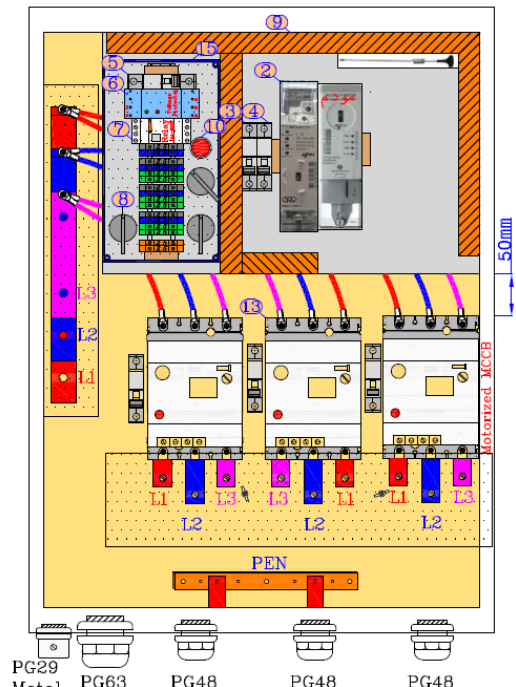 9
15
5
2
6
مودم
3
4
7
10
8
50mm
L3
13
L2
L1
Motorized MCCB
L1
L3
L3
L1
L1
L3
L2
L2
L2
PEN
PG29
Metal
PG63
PG48
PG48
PG48